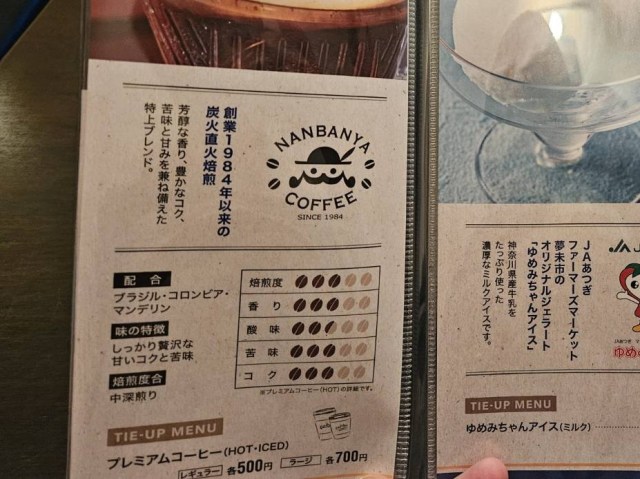 創業1984年以来の
炭火直火焙煎
芳醇な香り、豊かなコク、
苦味と甘みを兼ね備えた
特上ブレンド。
NANBANYA
COFFEE
SINCE 1984
配合
ブラジル・コロンビア・
マンデリン
味の特徴
しっかり贅沢な
甘いコクと苦味
焙煎度合
中深煎り
焙煎度
香り
酸味
苦味
コク
※プレミアムコーヒー(HOT)の詳細です。
TIE-UP MENU
プレミアムコーヒー(HOT・ICED)
レギュラー 各500円 ラージ 各700円
JAあつぎ
ファーマーズマーケット
夢未市の
オリジナルジェラート
「ゆめみちゃんアイス」
神奈川県産牛乳を
たっぷり使った
濃厚なミルクアイスです。
JA
TIE-UP MENU
ゆめみちゃんアイス(ミルク)